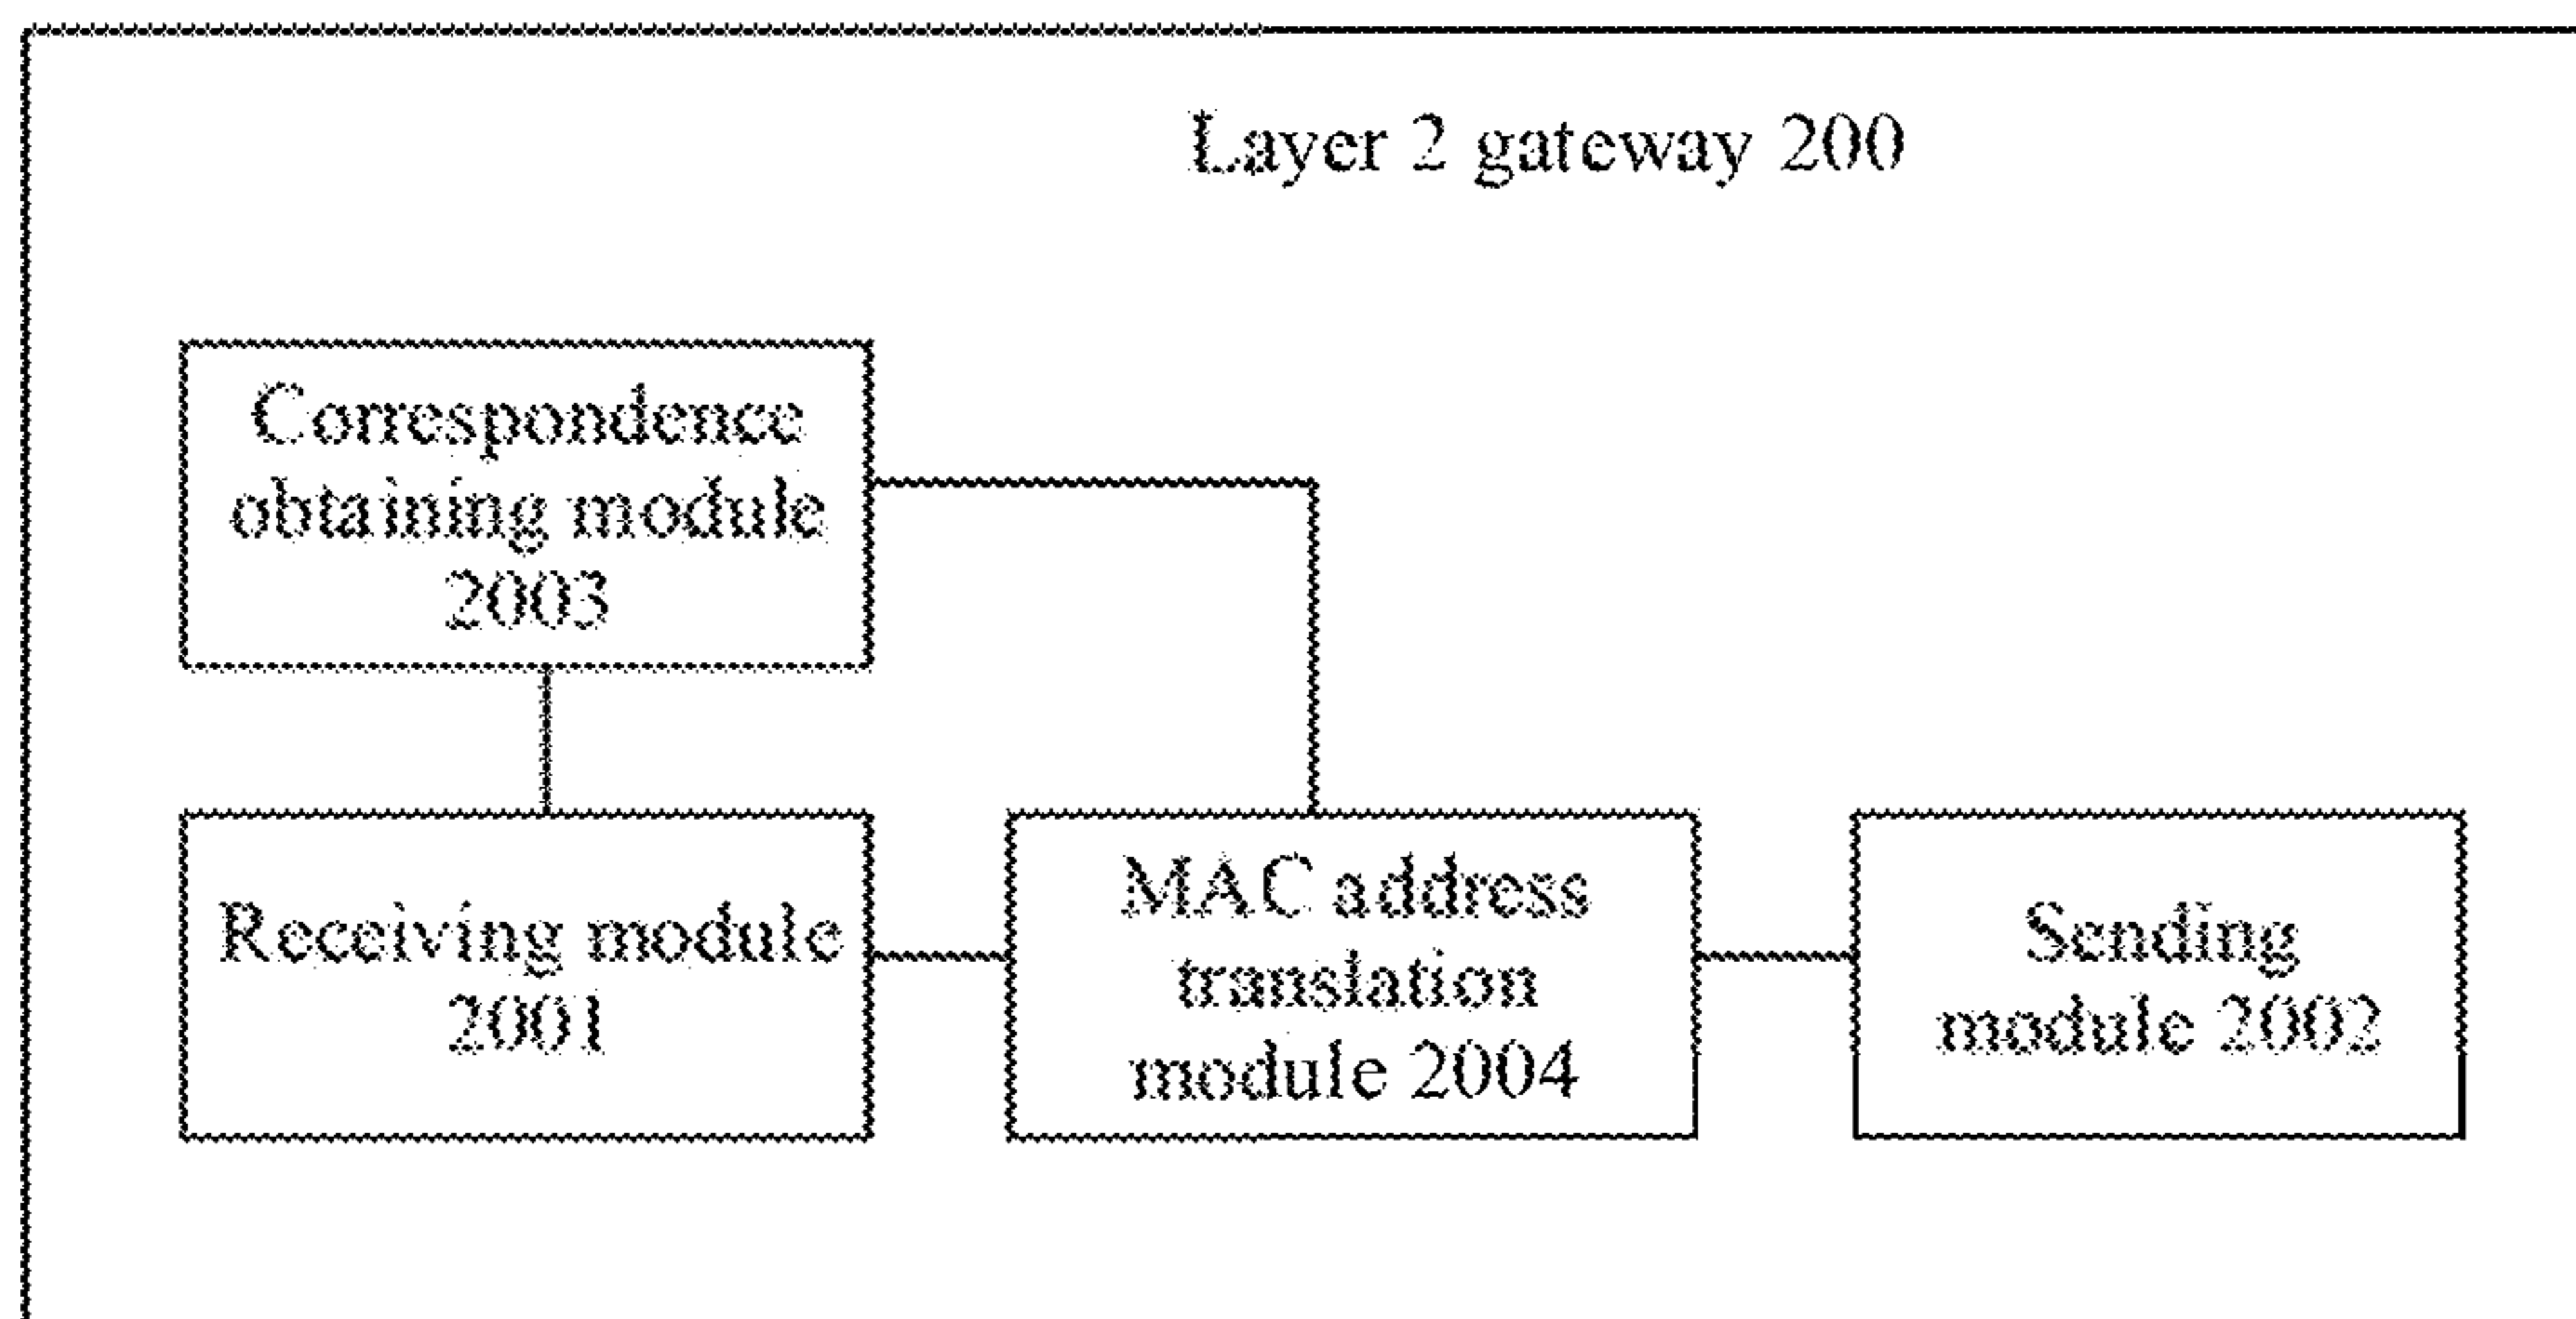 Layer 2 gateway 200
Correspondence
obtaining module
2003
Receiving module
2001
MAC address
translation
module 2004
Sending
module 2002